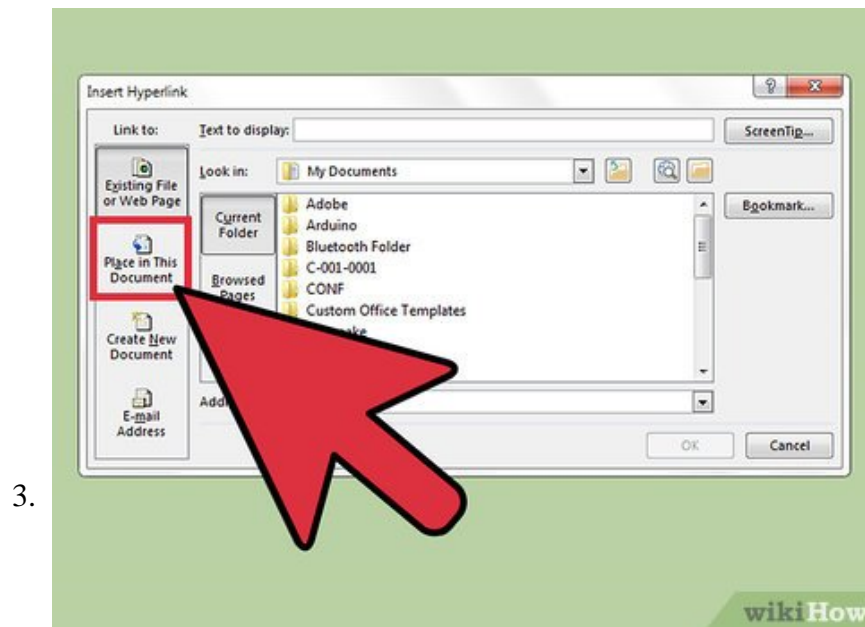 Insert Hyperlink
Link to:
Text to display:
ScreenTip...
Existing File
or Web Page
Look in:
My Documents
Bookmark...
Current
Folder
Browsed
Pages
Adobe
Arduino
Bluetooth Folder
C-001-0001
CONF
Custom Office Templates
Place in This
Document
Create New
Document
E-mail
Address
OK
Cancel
3.
wikiHow